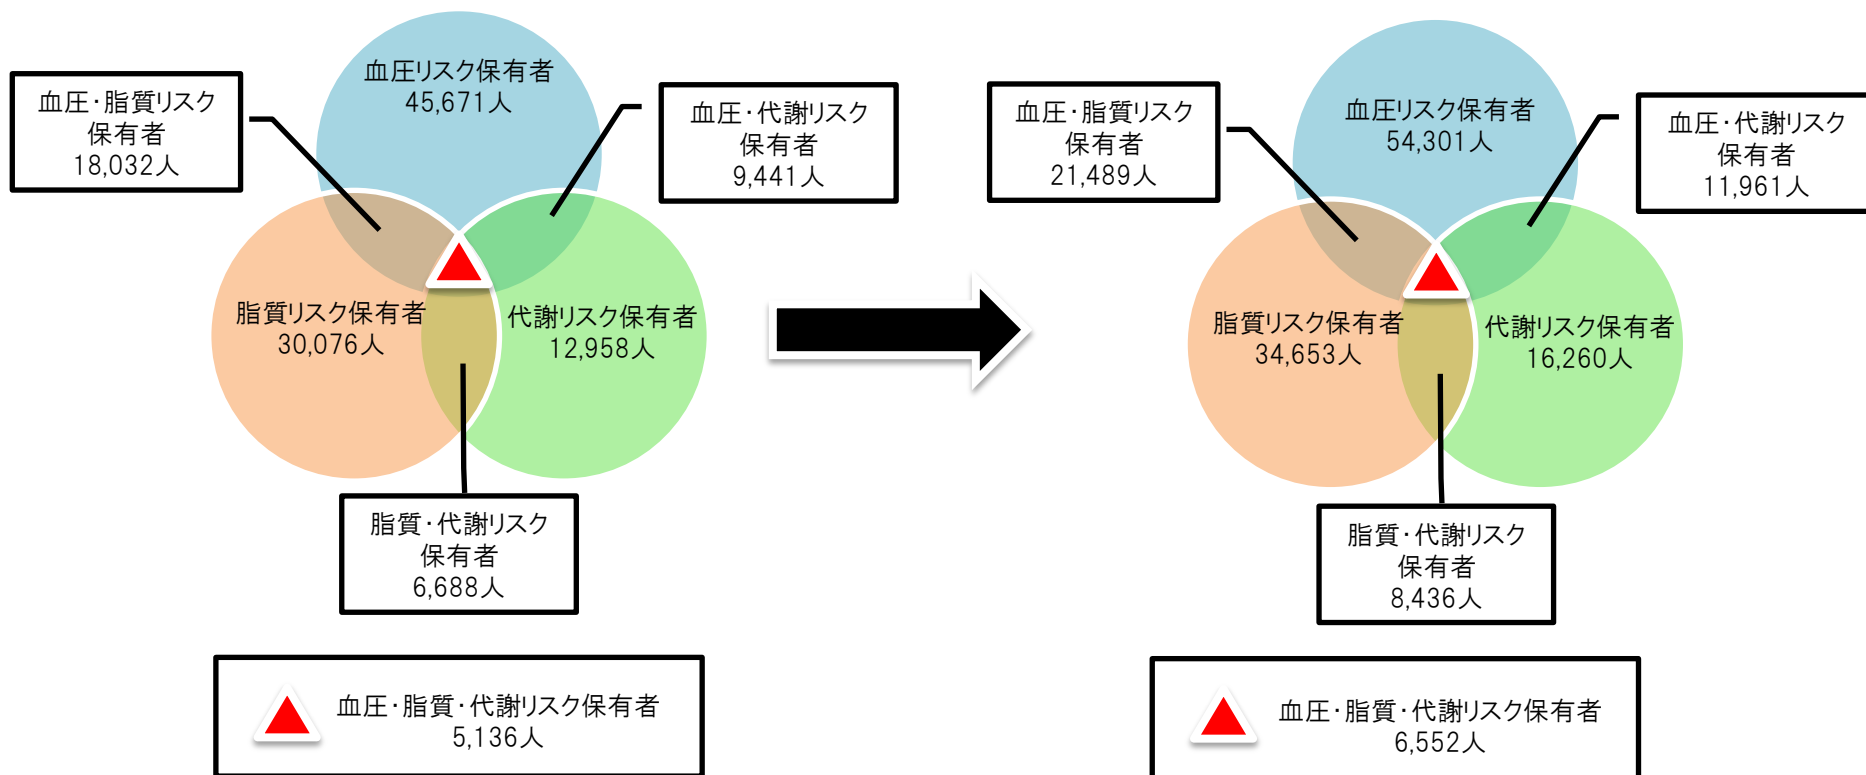 血圧リスク保有者
45,671人
血圧・脂質リスク
保有者
18,032人
血圧・代謝リスク
保有者
9,441人
脂質リスク保有者
30,076人
代謝リスク保有者
12,958人
脂質・代謝リスク
保有者
6,688人
血圧・脂質・代謝リスク保有者
5,136人
血圧リスク保有者
54,301人
血圧・脂質リスク
保有者
21,489人
血圧・代謝リスク
保有者
11,961人
脂質リスク保有者
34,653人
代謝リスク保有者
16,260人
脂質・代謝リスク
保有者
8,436人
血圧・脂質・代謝リスク保有者
6,552人